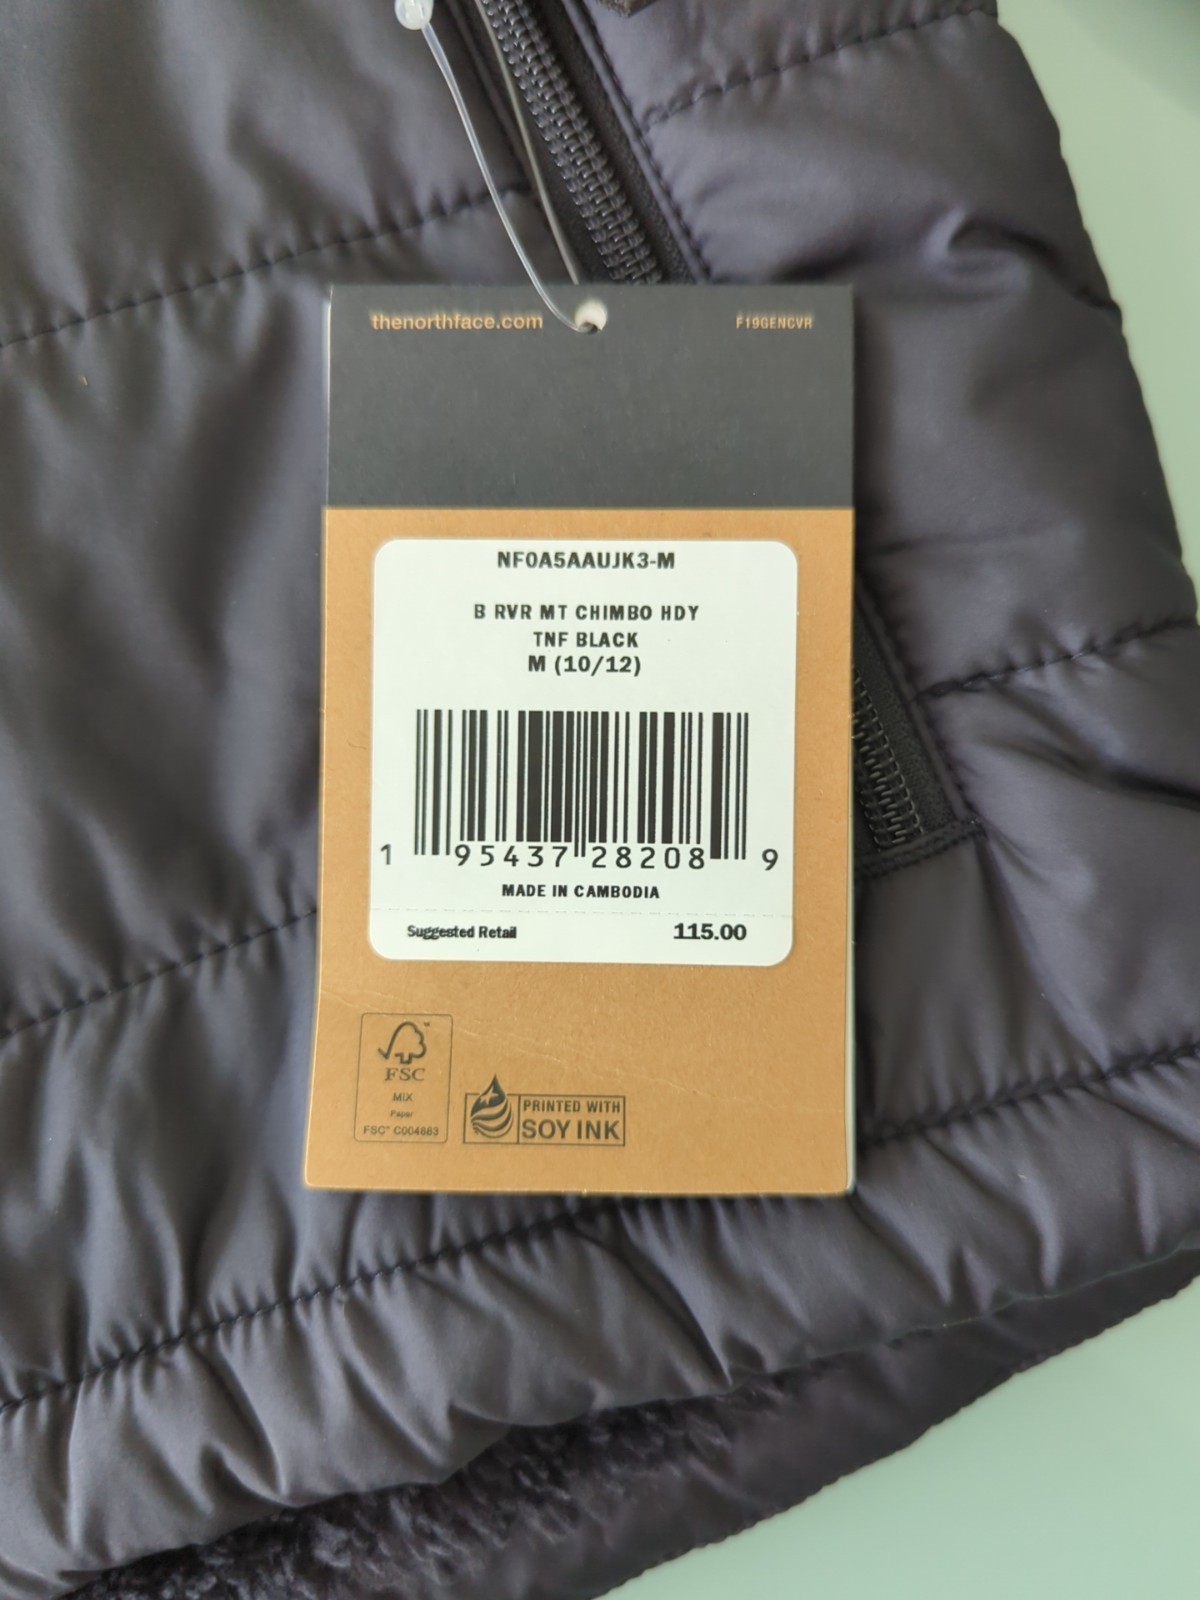 thenorthface.com
F19GENCVR
NF0A5AAUJK3-M
B RVR MT CHIMBO HDY
TNF BLACK
M (10/12)
1 95437 28208 9
MADE IN CAMBODIA
Suggested Retail 115.00
FSC
MIX
Paper
FSC® C004663
PRINTED WITH
SOY INK